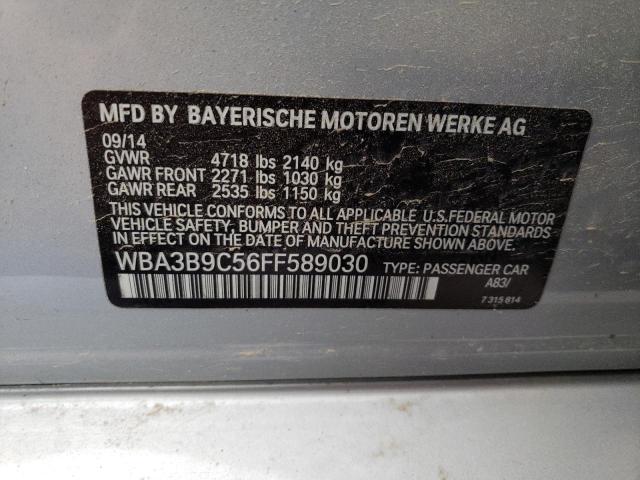 MFD BY BAYERISCHE MOTOREN WERKE AG
09/14
GVWR 4718 lbs 2140 kg
GAWR FRONT 2271 lbs 1030 kg
GAWR REAR 2535 lbs 1150 kg
THIS VEHICLE CONFORMS TO ALL APPLICABLE U.S.FEDERAL MOTOR
VEHICLE SAFETY, BUMPER AND THEFT PREVENTION STANDARDS
IN EFFECT ON THE DATE OF MANUFACTURE SHOWN ABOVE.
WBA3B9C56FF589030 TYPE: PASSENGER CAR
A83/
7 315 814